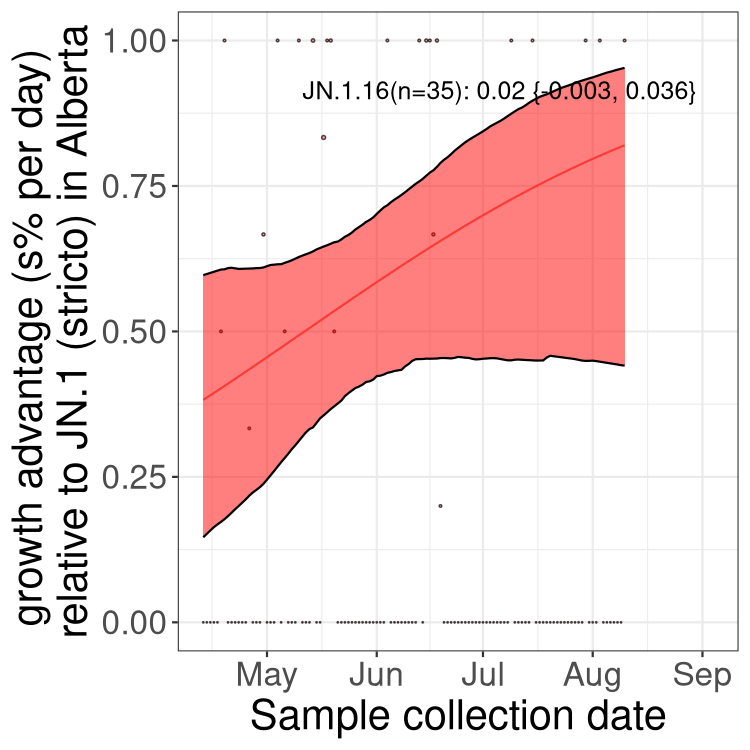 growth advantage (s% per day)
relative to JN.1 (stricto) in Alberta
1.00
0.75
0.50
0.25
0.00
JN.1.16(n=35): 0.02 {-0.003, 0.036}
May Jun Jul Aug Sep
Sample collection date